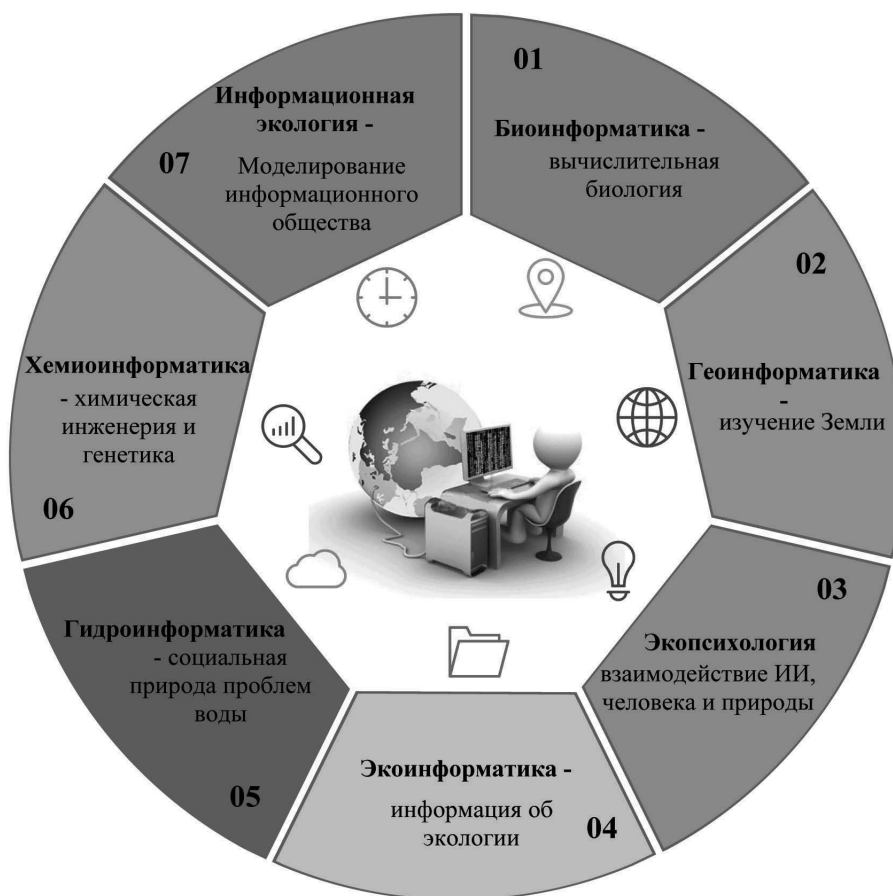 01
Биоинформатика -
вычислительная
биология
02
Геоинформатика
-
изучение Земли
03
Экопсихология
взаимодействие ИИ,
человека и природы
Экоинформатика -
информация об
экологии
04
Гидроинформатика
- социальная
природа проблем
воды
05
Хемиоинформатика
- химическая
инженерия и
генетика
06
Информационная
экология -
07
Моделирование
информационного
общества